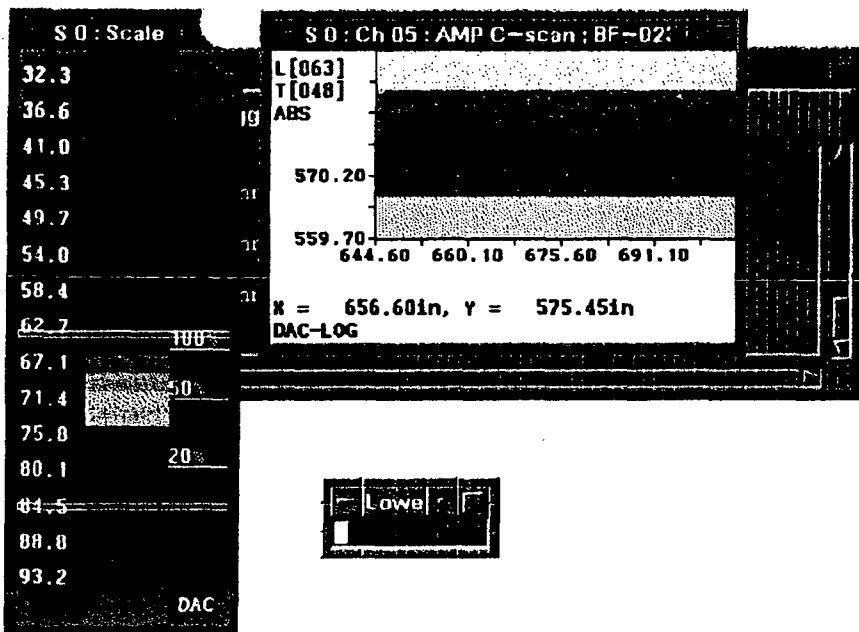 S 0 : Scale
32.3
36.6
41.0
45.3
49.7
54.0
58.4
62.7
67.1
71.4
75.8
80.1
84.5
88.8
93.2
100%
50%
20%
DAC
S 0 : Ch 05 : AMP C-scan : BF-02
L[063]
T[048]
ABS
570.20
559.70
644.60 660.10 675.60 691.10
X = 656.60in, Y = 575.45in
DAC-LOG
Lowe